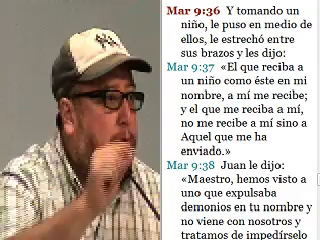 Mar 9:36 Y tomando un
niño, le puso en medio de
ellos, le estrechó entre
sus brazos y les dijo:
Mar 9:37 «El que reciba a
un niño como éste en mi
nombre, a mí me recibe;
y el que me reciba a mí,
no me recibe a mí sino a
Aquel que me ha
enviado.»
Mar 9:38 Juan le dijo:
«Maestro, hemos visto a
uno que expulsaba
demonios en tu nombre y
no viene con nosotros y
tratamos de impedírselo